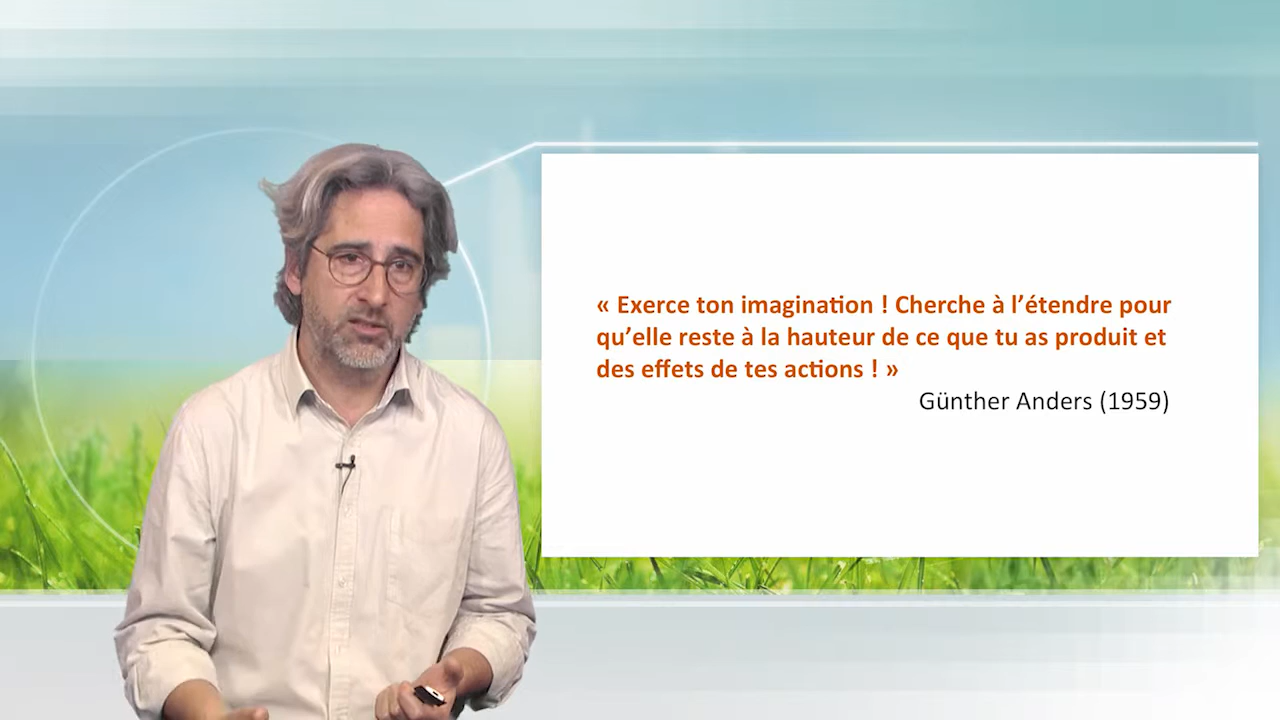 « Exerce ton imagination ! Cherche à l’étendre pour
qu’elle reste à la hauteur de ce que tu as produit et
des effets de tes actions ! »
Günther Anders (1959)